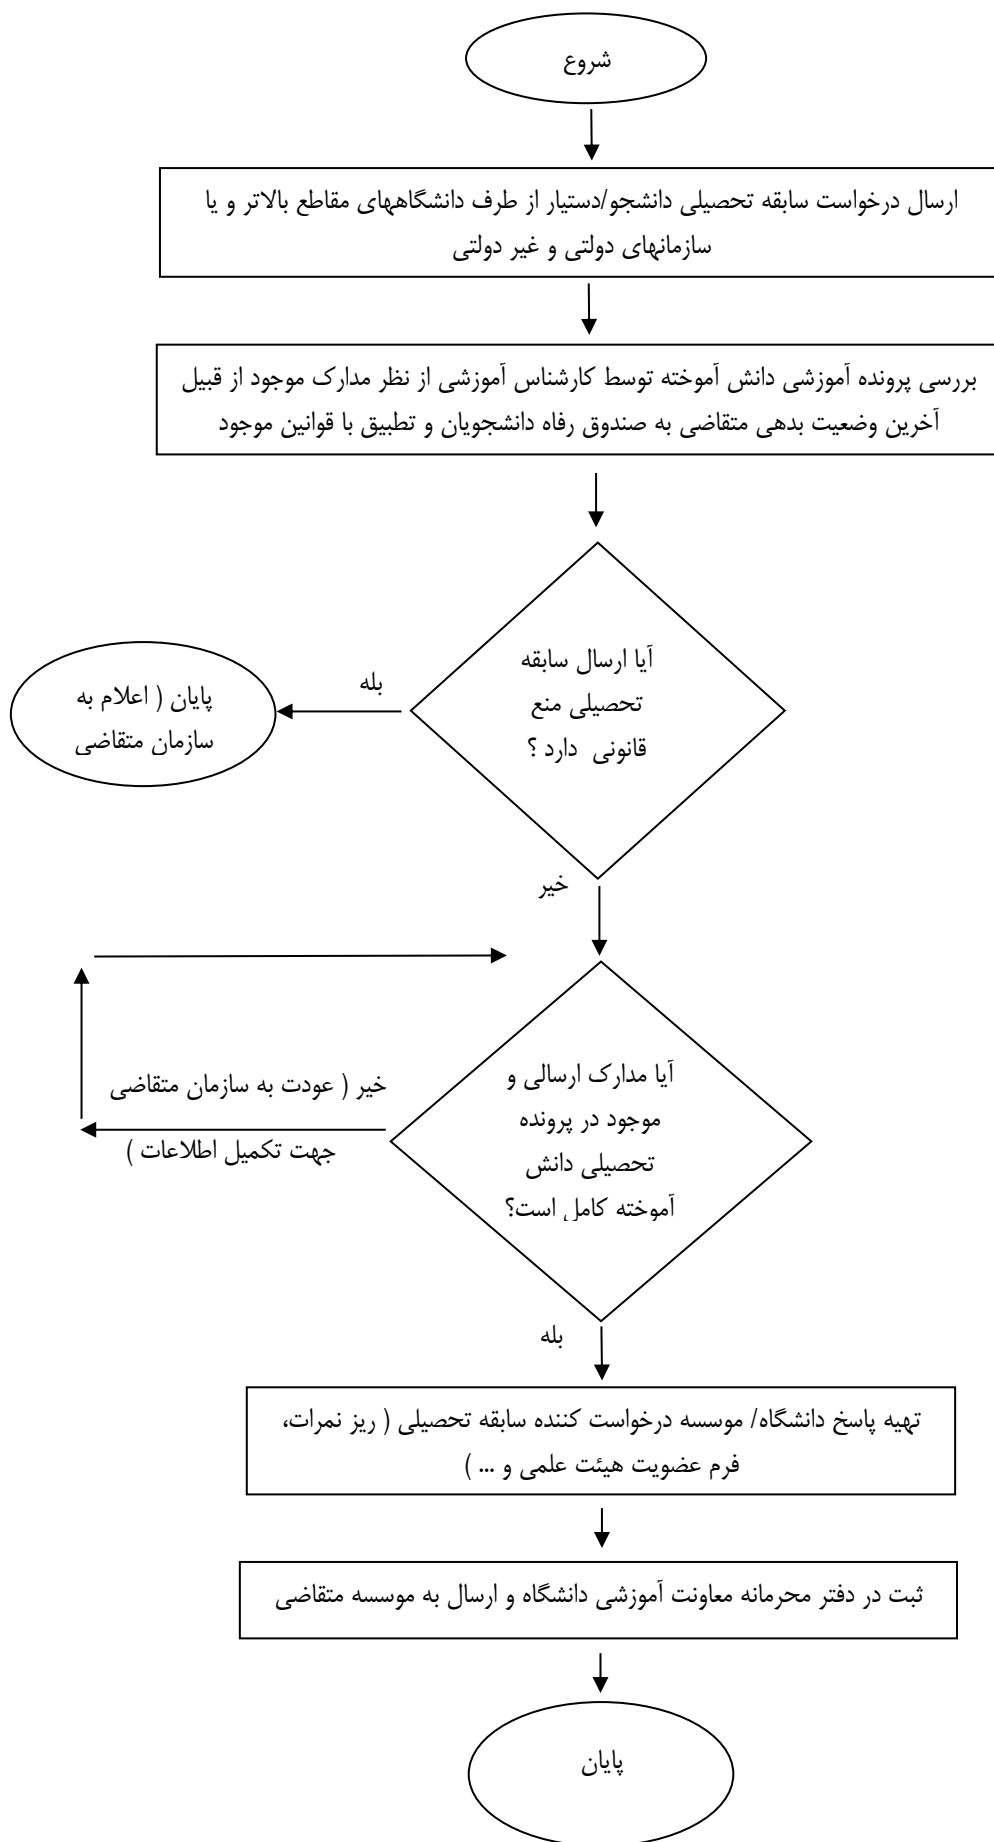 شروع
ارسال درخواست سابقه تحصیلی دانشجو/دستیار از طرف دانشگاههای مقاطع بالاتر و یا
سازمانهای دولتی و غیر دولتی
بررسی پرونده آموزشی دانش آموخته توسط کارشناس آموزشی از نظر مدارک موجود از قبیل
آخرین وضعیت بدهی متقاضی به صندوق رفاه دانشجویان و تطبیق با قوانین موجود
آیا ارسال سابقه
تحصیلی منع
قانونی دارد ؟
بله
پایان ( اعلام به
سازمان متقاضی
خیر
آیا مدارک ارسالی و
موجود در پرونده
تحصیلی دانش
آموخته کامل است؟
خیر ( عودت به سازمان متقاضی
جهت تکمیل اطلاعات )
بله
تهیه پاسخ دانشگاه/ موسسه درخواست کننده سابقه تحصیلی ( ریز نمرات،
فرم عضویت هیئت علمی و ... )
ثبت در دفتر محرمانه معاونت آموزشی دانشگاه و ارسال به موسسه متقاضی
پایان